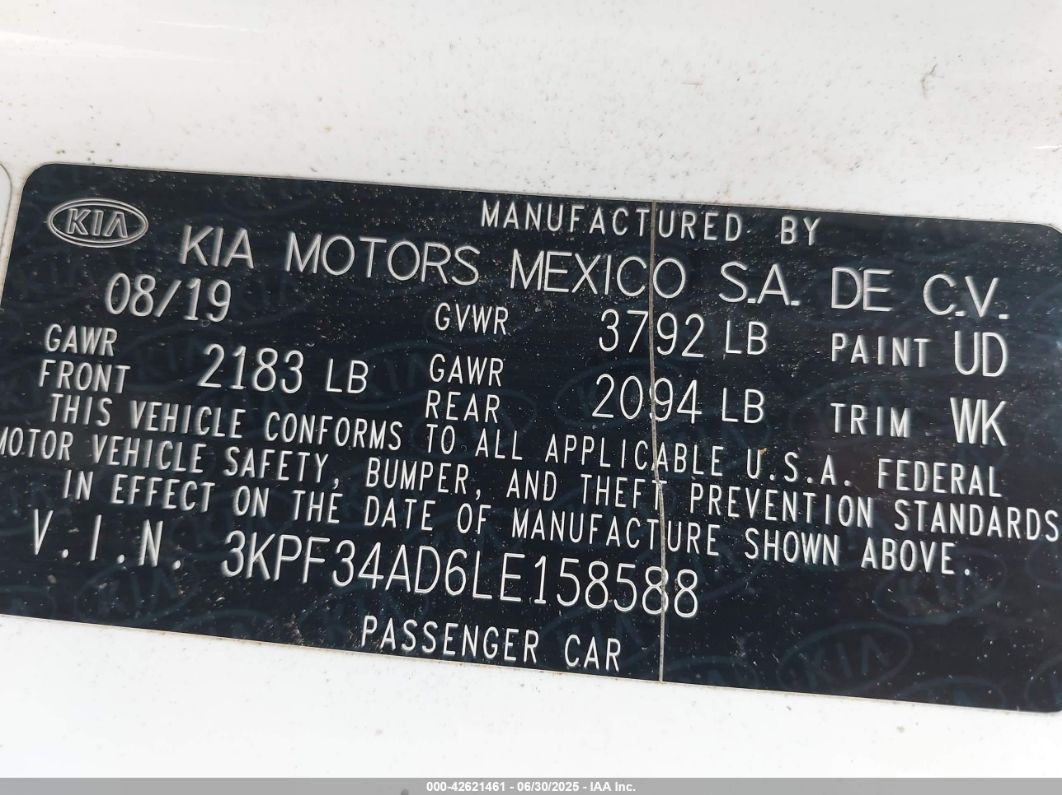 MANUFACTURED BY
KIA KIA MOTORS MEXICO S.A. DE C.V.
08/19 GVWR 3792 LB PAINT UD
GAWR FRONT 2183 LB GAWR REAR 2094 LB TRIM WK
THIS VEHICLE CONFORMS TO ALL APPLICABLE U.S.A. FEDERAL
MOTOR VEHICLE SAFETY, BUMPER, AND THEFT PREVENTION STANDARDS
IN EFFECT ON THE DATE OF MANUFACTURE SHOWN ABOVE.
V.I.N. 3KPF34AD6LE158588
PASSENGER CAR
000-42621461 - 06/30/2025 - IAA Inc.